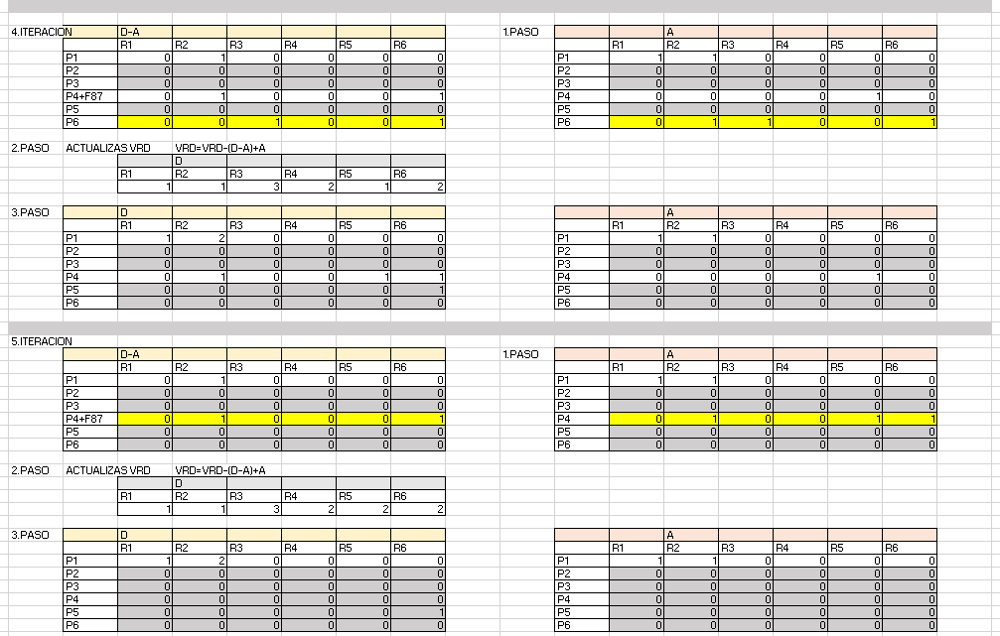 4.ITERACION D-A 1.PASO A
R1 R2 R3 R4 R5 R6 R1 R2 R3 R4 R5 R6
P1 0 1 0 0 0 0 P1 1 1 0 0 0 0
P2 0 0 0 0 0 0 P2 0 0 0 0 0 0
P3 0 0 0 0 0 0 P3 0 0 0 0 0 0
P4+F87 0 1 0 0 0 1 P4 0 0 0 0 1 0
P5 0 0 0 0 0 0 P5 0 0 0 0 0 0
P6 0 0 1 0 0 1 P6 0 1 1 0 0 1
2.PASO ACTUALIZAS VRD VRD=VRD-(D-A)+A
D
R1 R2 R3 R4 R5 R6
1 1 3 2 1 2
3.PASO D A
R1 R2 R3 R4 R5 R6 R1 R2 R3 R4 R5 R6
P1 1 2 0 0 0 0 P1 1 1 0 0 0 0
P2 0 0 0 0 0 0 P2 0 0 0 0 0 0
P3 0 0 0 0 0 0 P3 0 0 0 0 0 0
P4 0 1 0 0 1 1 P4 0 0 0 0 1 0
P5 0 0 0 0 0 1 P5 0 0 0 0 0 0
P6 0 0 0 0 0 0 P6 0 0 0 0 0 0
5.ITERACION
D-A 1.PASO A
R1 R2 R3 R4 R5 R6 R1 R2 R3 R4 R5 R6
P1 0 1 0 0 0 0 P1 1 1 0 0 0 0
P2 0 0 0 0 0 0 P2 0 0 0 0 0 0
P3 0 0 0 0 0 0 P3 0 0 0 0 0 0
P4+F87 0 1 0 0 0 1 P4 0 1 0 0 1 1
P5 0 0 0 0 0 0 P5 0 0 0 0 0 0
P6 0 0 0 0 0 0 P6 0 0 0 0 0 0
2.PASO ACTUALIZAS VRD VRD=VRD-(D-A)+A
D
R1 R2 R3 R4 R5 R6
1 1 3 2 2 2
3.PASO D A
R1 R2 R3 R4 R5 R6 R1 R2 R3 R4 R5 R6
P1 1 2 0 0 0 0 P1 1 1 0 0 0 0
P2 0 0 0 0 0 0 P2 0 0 0 0 0 0
P3 0 0 0 0 0 0 P3 0 0 0 0 0 0
P4 0 0 0 0 0 0 P4 0 0 0 0 0 0
P5 0 0 0 0 0 1 P5 0 0 0 0 0 0
P6 0 0 0 0 0 0 P6 0 0 0 0 0 0